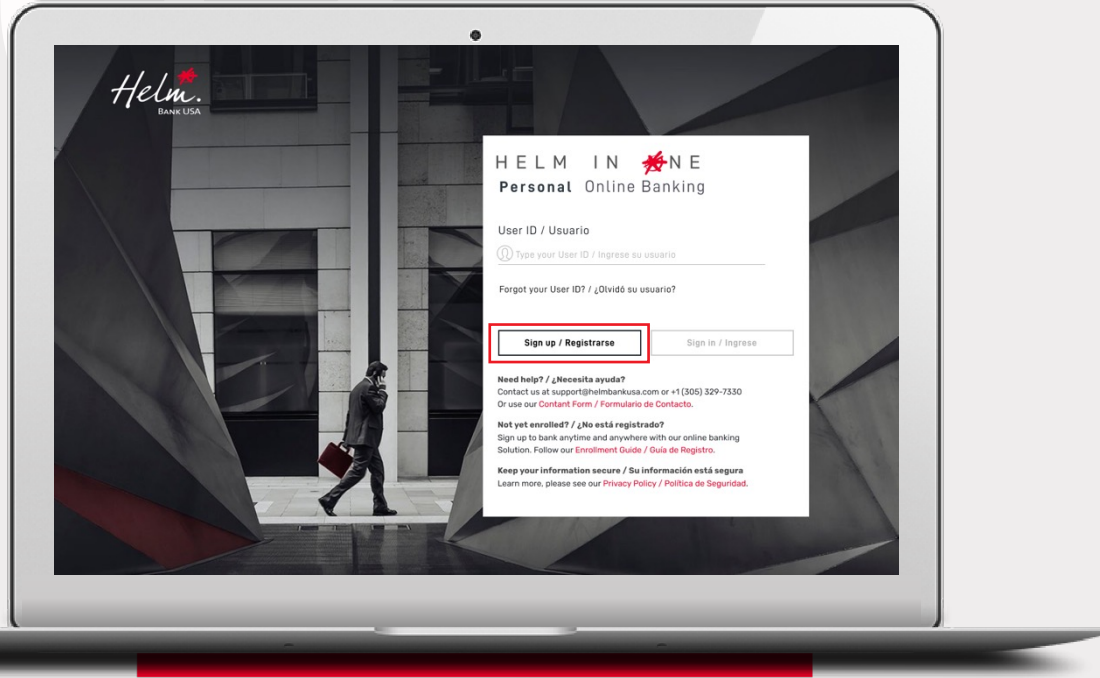 Helm.
BANK USA
HELM IN ONE
Personal Online Banking
User ID / Usuario
Type your User ID / Ingrese su usuario
Forgot your User ID? / ¿Olvidó su usuario?
Sign up / Registrarse
Sign in / Ingrese
Need help? / ¿Necesita ayuda?
Contact us at support@helmbankusa.com or +1 (305) 329-7330
Or use our Contant Form / Formulario de Contacto.
Not yet enrolled? / ¿No está registrado?
Sign up to bank anytime and anywhere with our online banking
Solution. Follow our Enrollment Guide / Guía de Registro.
Keep your information secure / Su información está segura
Learn more, please see our Privacy Policy / Política de Seguridad.